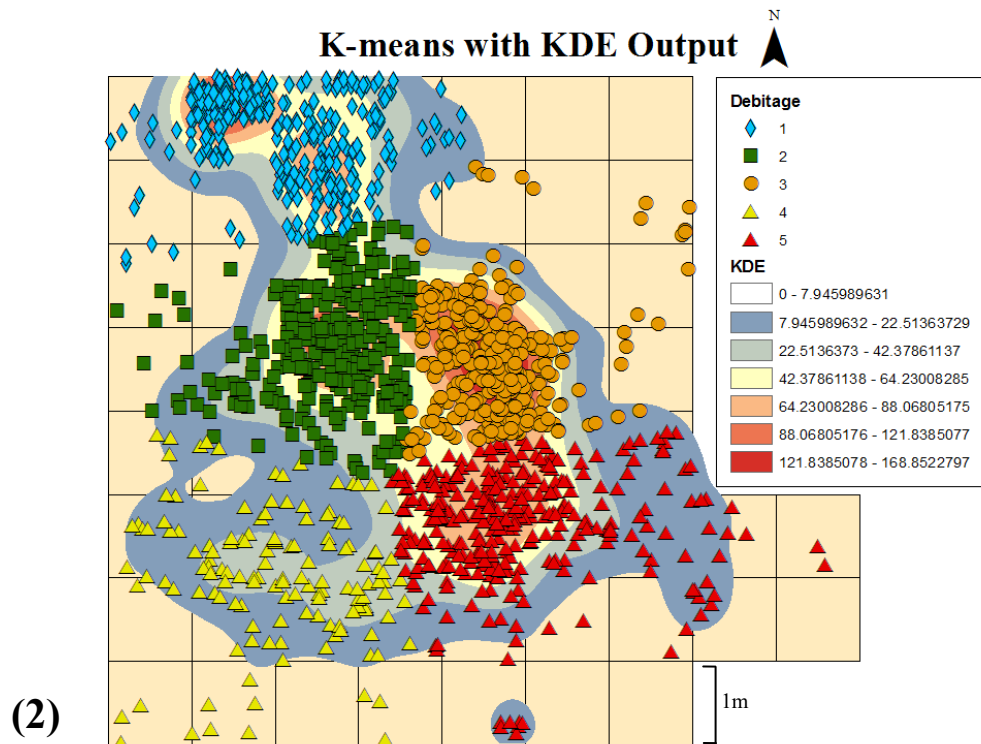 K-means with KDE Output
N
Debitage
1
2
3
4
5
KDE
0 - 7.945989631
7.945989632 - 22.51363729
22.5136373 - 42.37861137
42.37861138 - 64.23008285
64.23008286 - 88.06805175
88.06805176 - 121.8385077
121.8385078 - 168.8522797
1m
(2)